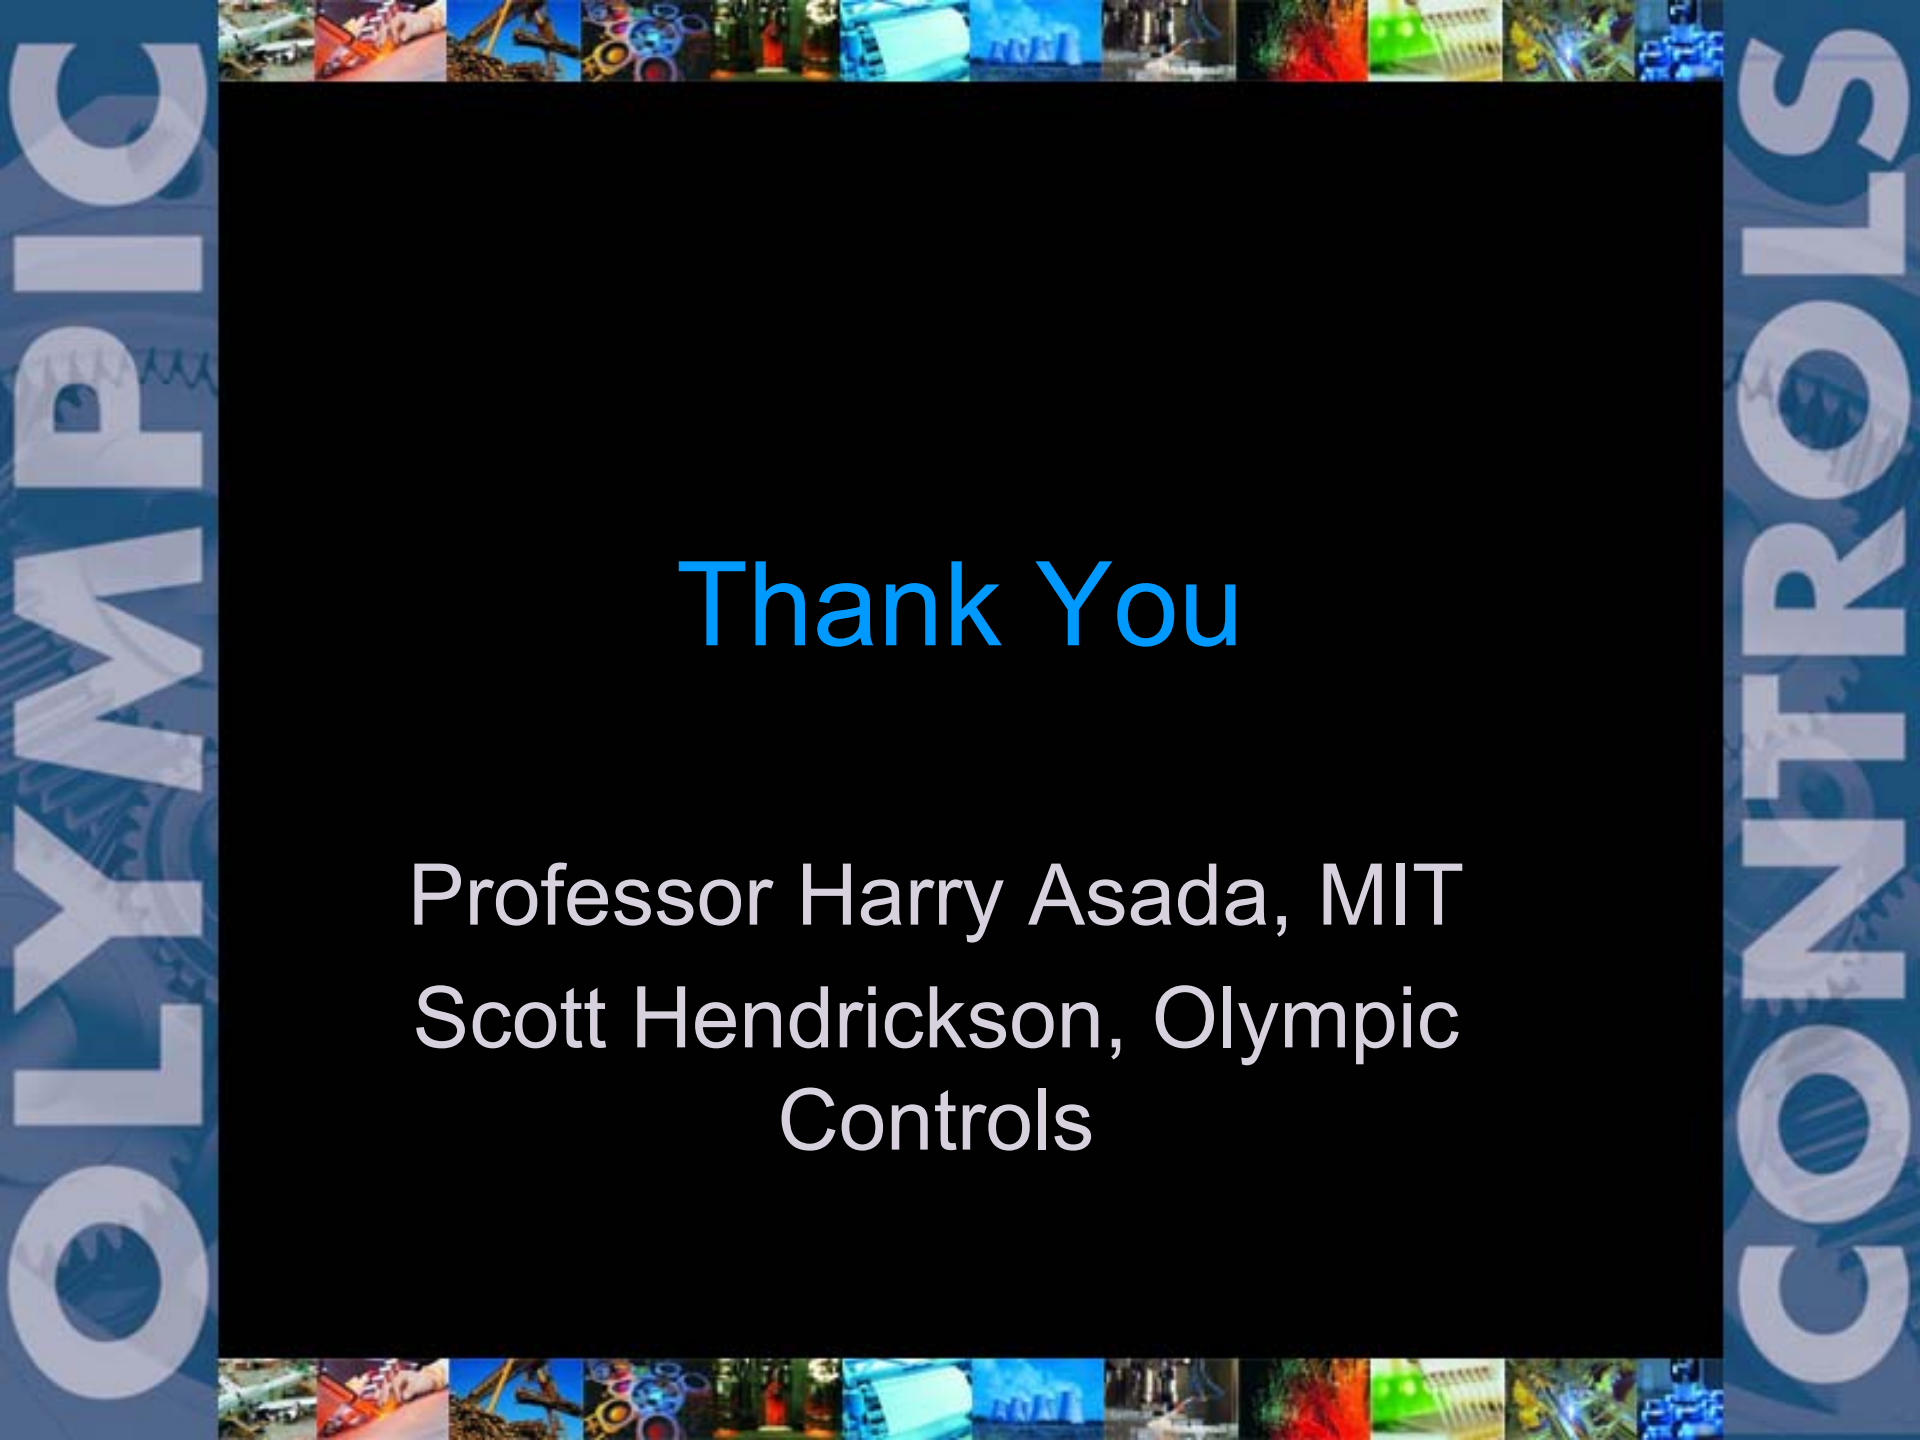 OLYMPIC
Thank You
Professor Harry Asada, MIT
Scott Hendrickson, Olympic
Controls
CONTROLS